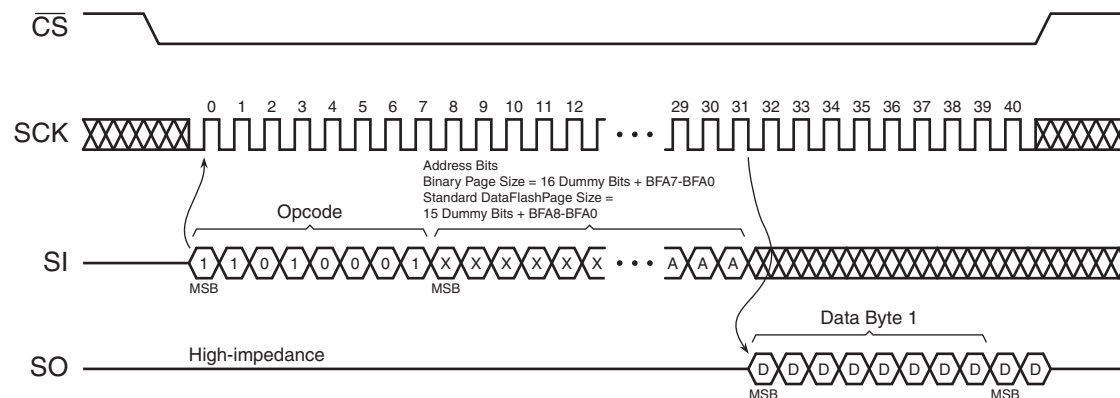 CS
SCK
0 1 2 3 4 5 6 7 8 9 10 11 12 29 30 31 32 33 34 35 36 37 38 39 40
Address Bits
Binary Page Size = 16 Dummy Bits + BFA7-BFA0
Standard DataFlashPage Size =
15 Dummy Bits + BFA8-BFA0
Opcode
SI
1 1 0 1 0 0 0 1 X X X X X X A A A
MSB MSB
Data Byte 1
SO
High-impedance
D D D D D D D D D D
MSB MSB